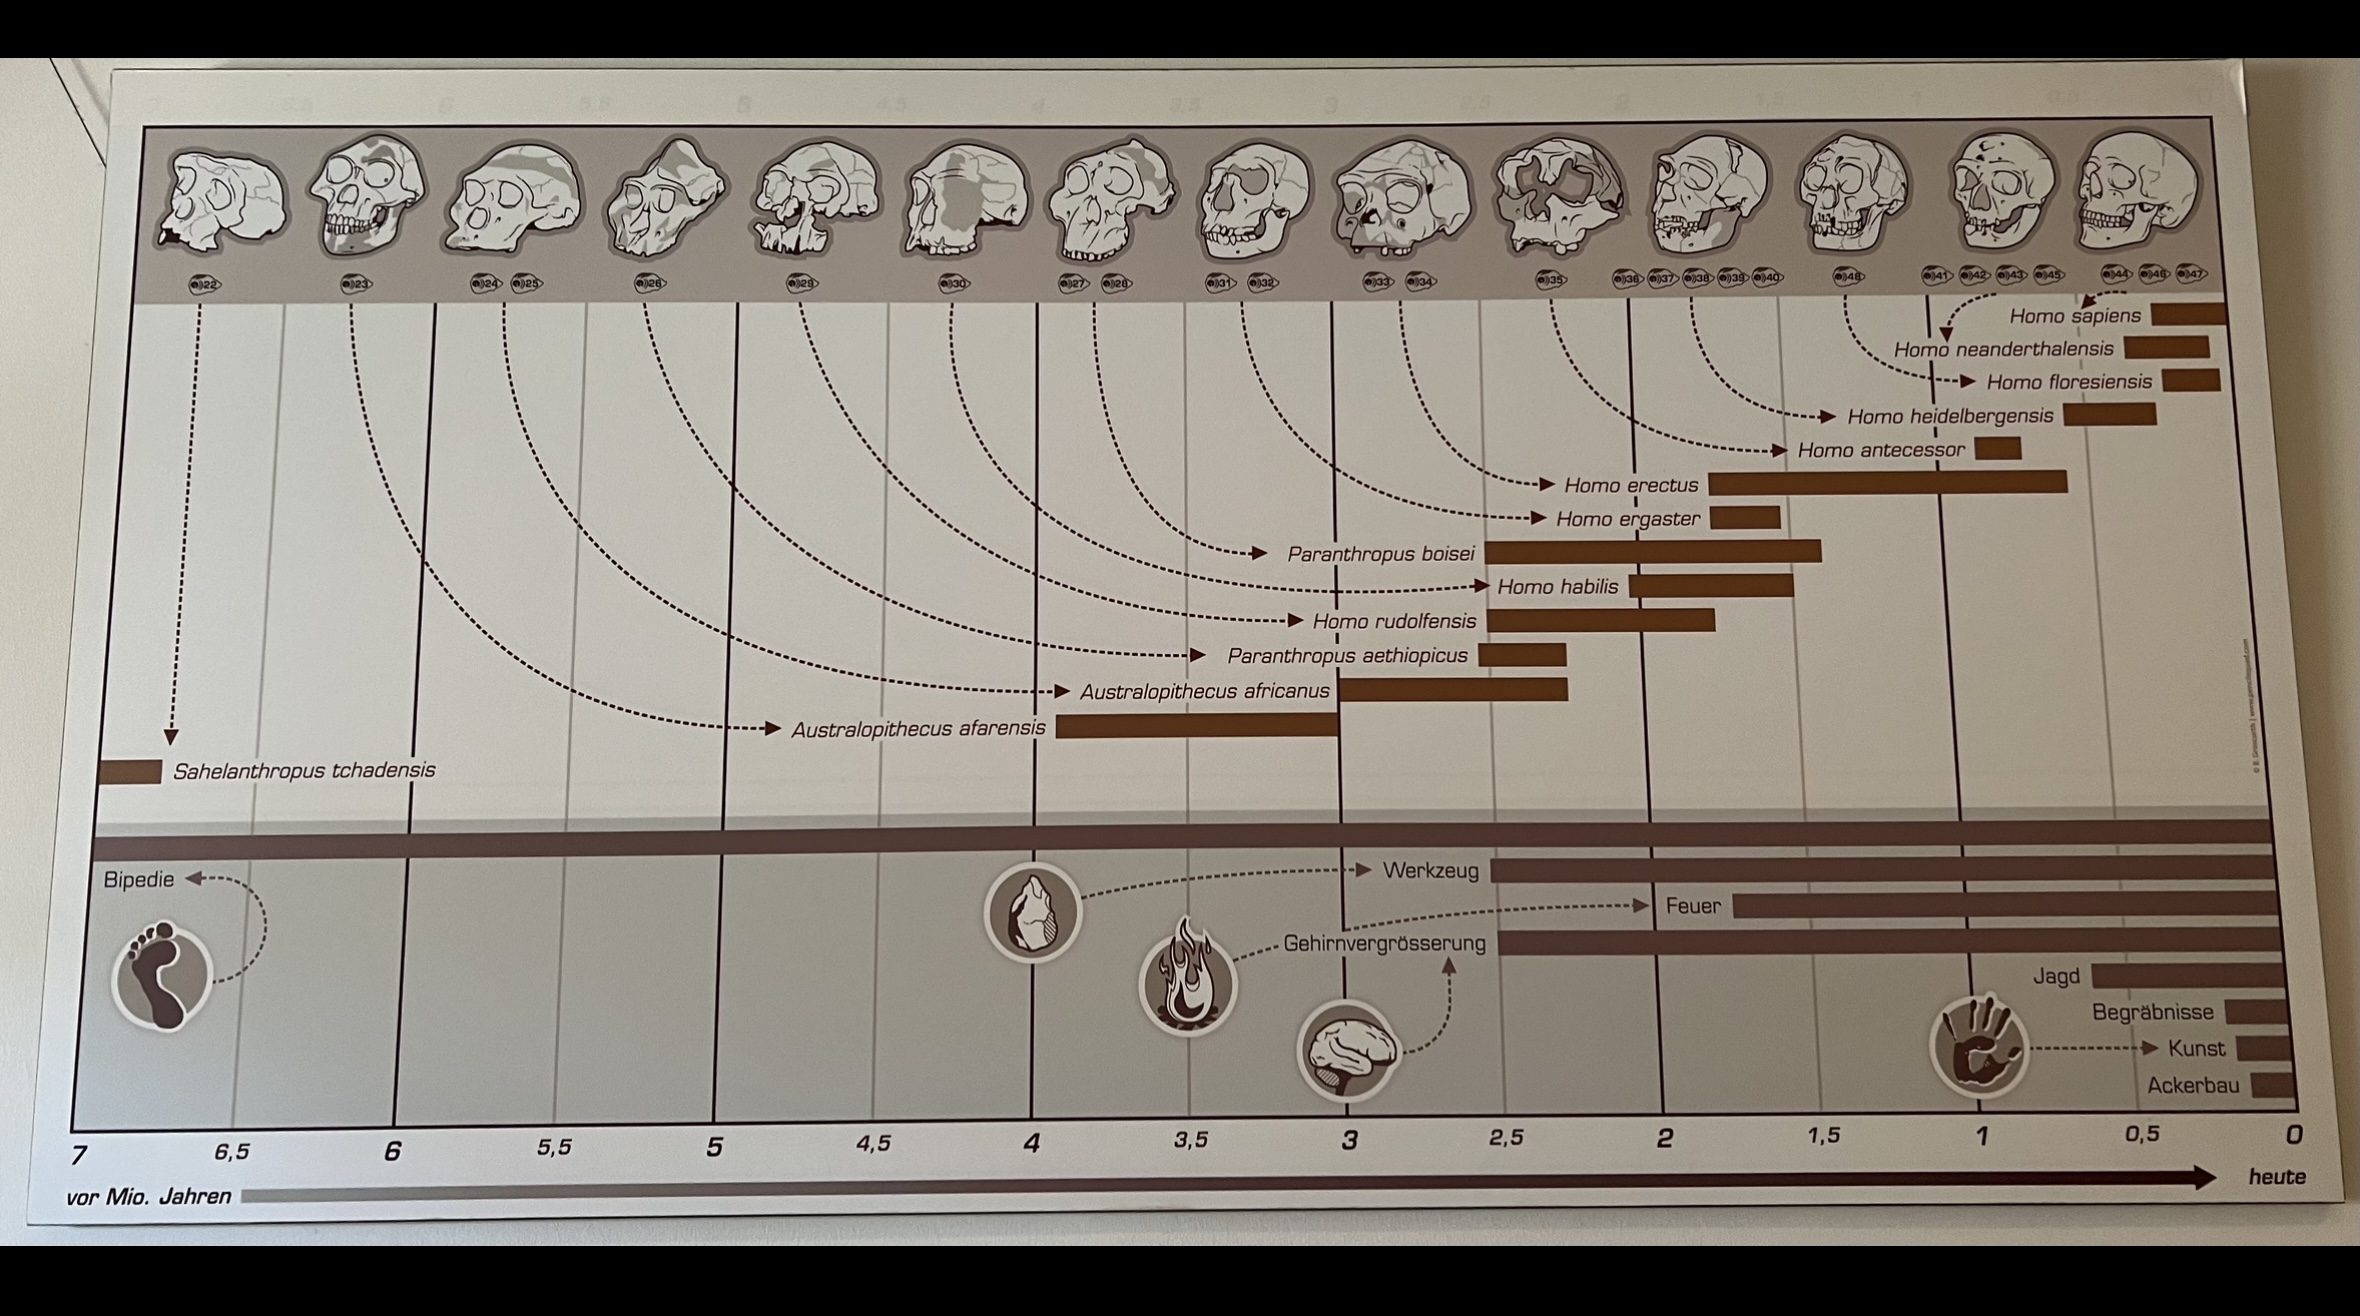 22 23 24 25 26 29 30 27 28 31 32 33 34 35 36 37 38 39 40 48 41 42 43 45 44 46 47
Homo sapiens
Homo neanderthalensis
Homo floresiensis
Homo heidelbergensis
Homo antecessor
Homo erectus
Homo ergaster
Paranthropus boisei
Homo habilis
Homo rudolfensis
Paranthropus aethiopicus
Australopithecus africanus
Australopithecus afarensis
Sahelanthropus tchadensis
Bipedie
Werkzeug
Feuer
Gehirnvergrösserung
Jagd
Begräbnisse
Kunst
Ackerbau
7 6,5 6 5,5 5 4,5 4 3,5 3 2,5 2 1,5 1 0,5 0
vor Mio. Jahren heute